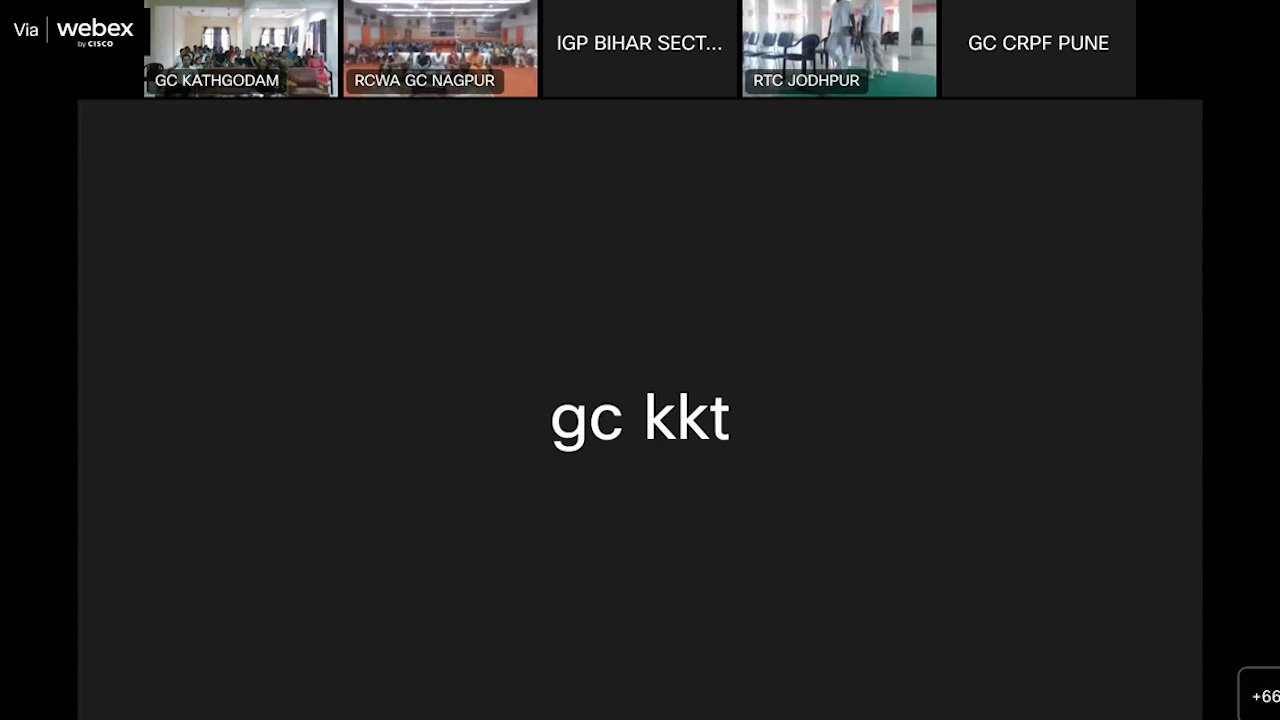 Via webex
by CISCO
GC KATHGODAM
RCWA GC NAGPUR
IGP BIHAR SECT...
RTC JODHPUR
GC CRPF PUNE
gc kkt
+66